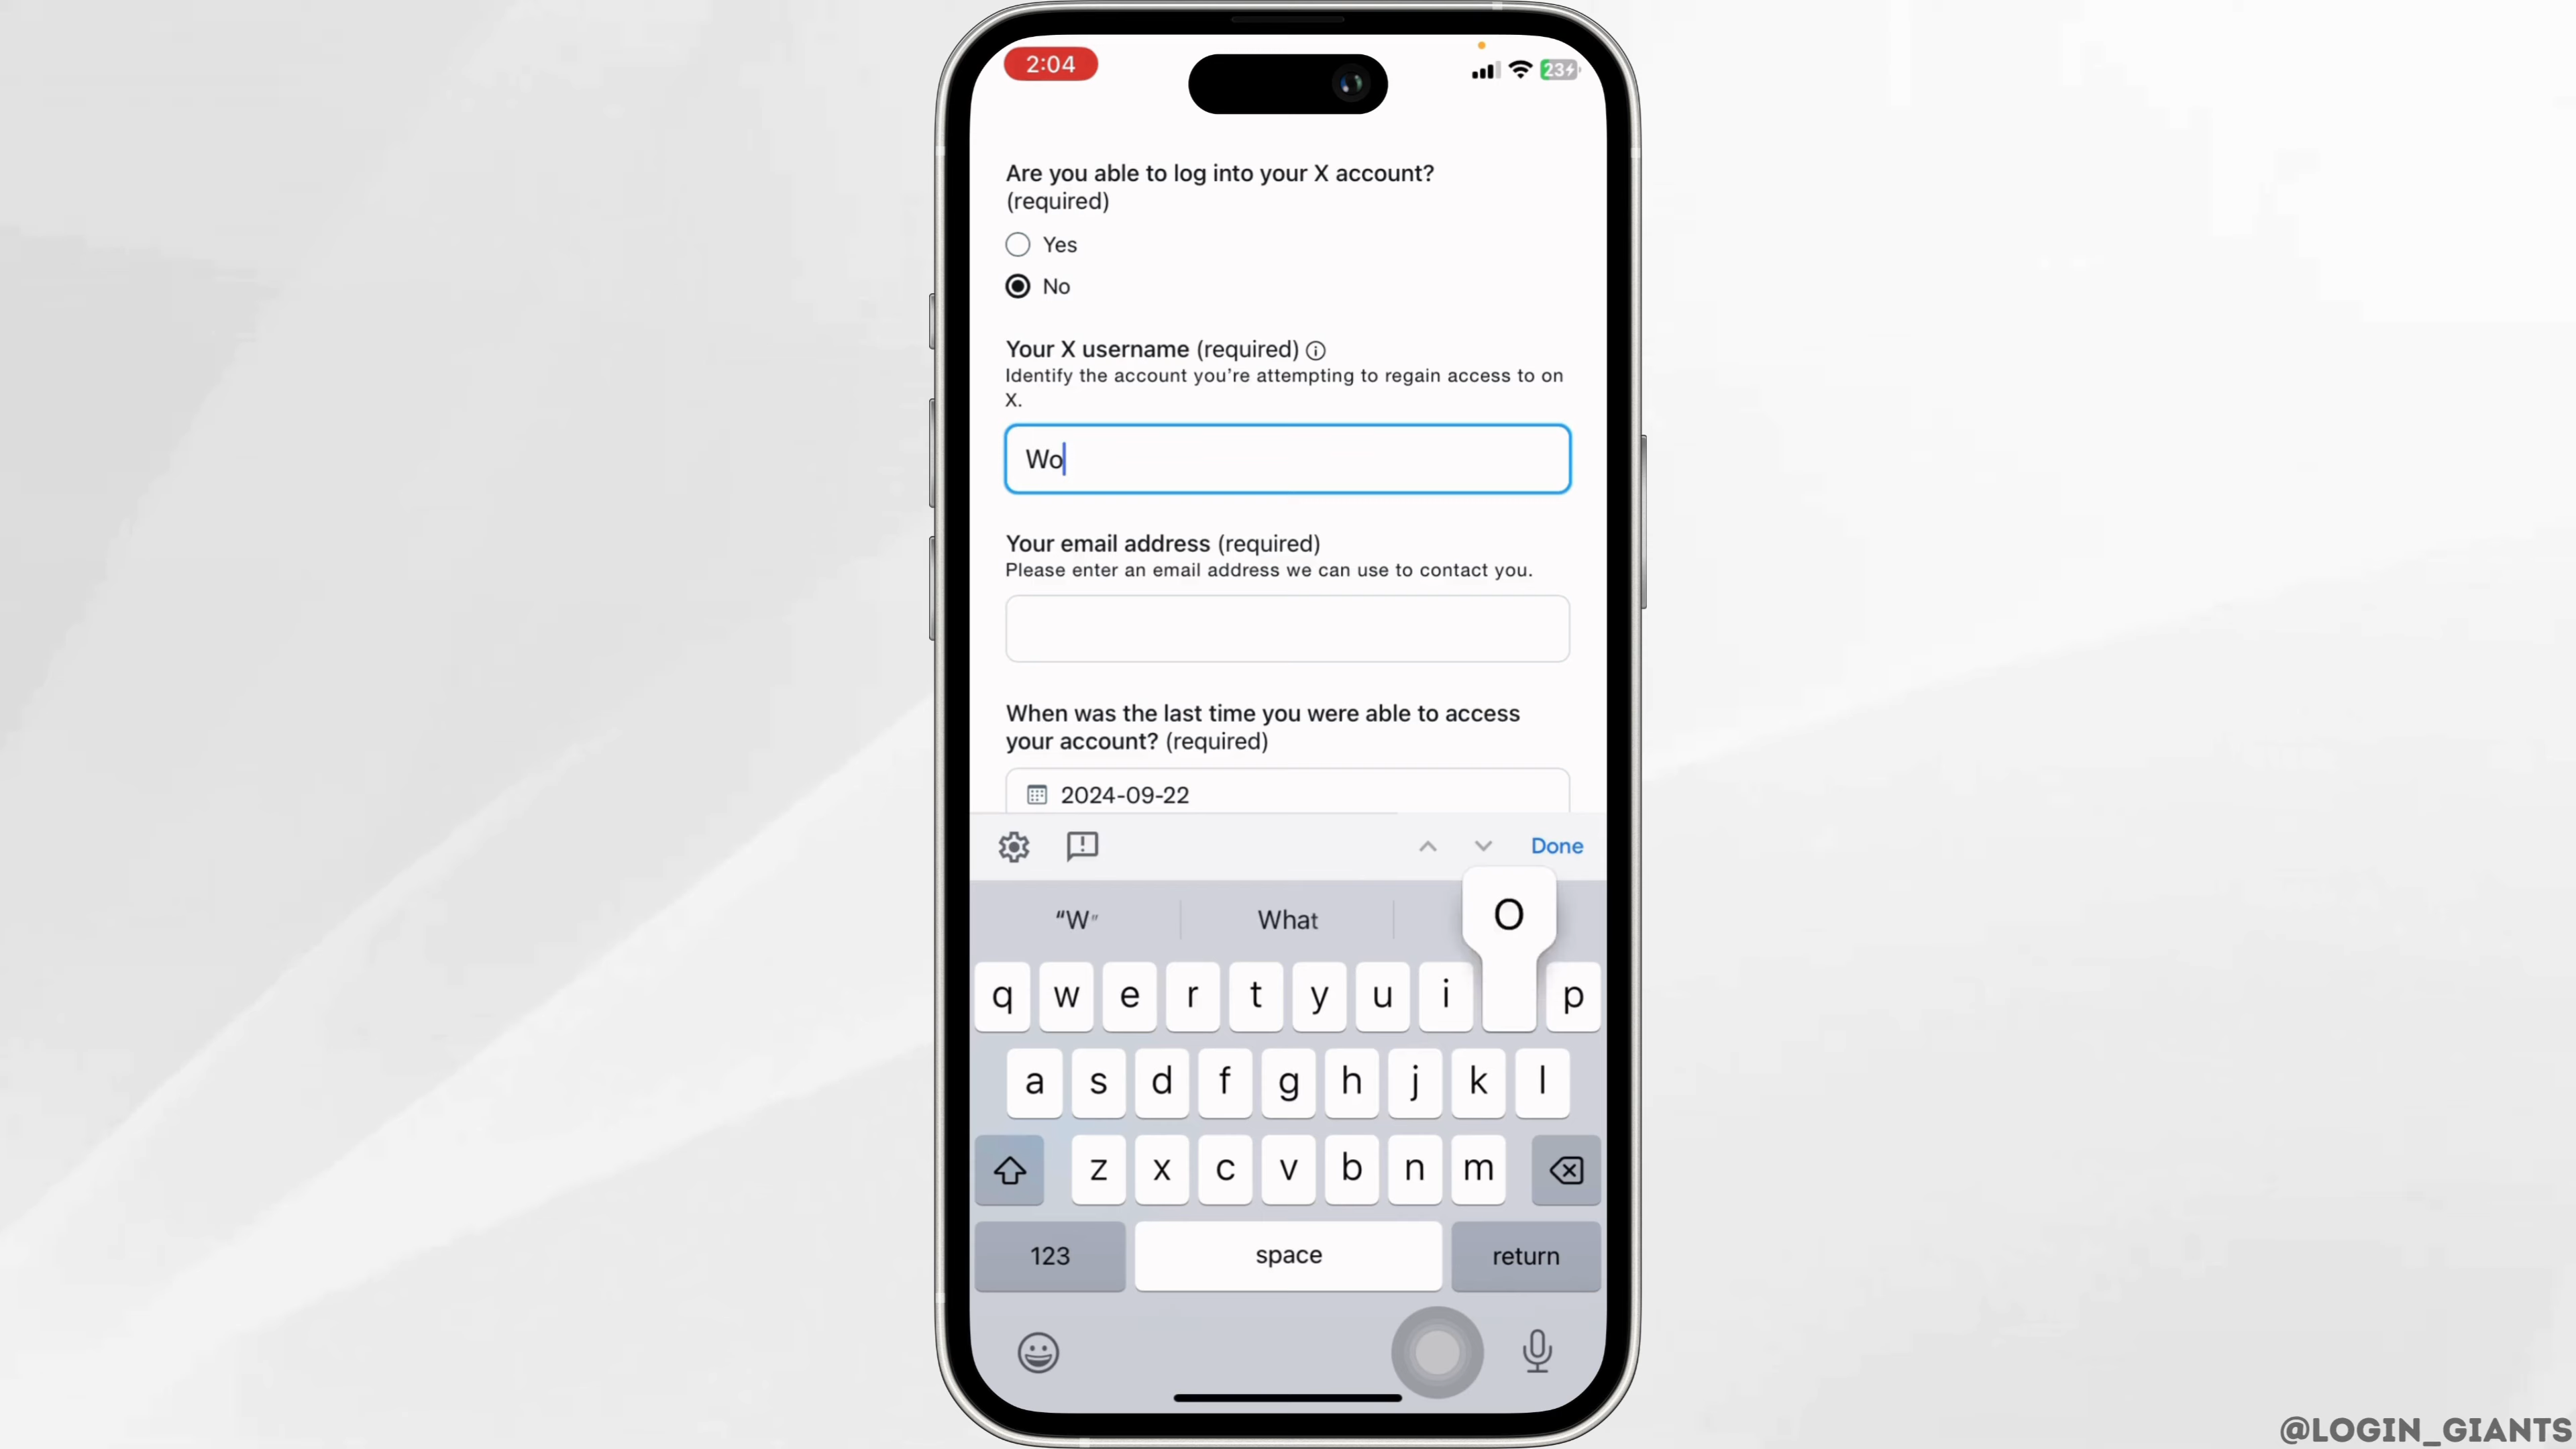 2:04
23
Are you able to log into your X account?
(required)
Yes
No
Your X username (required)
Identify the account you're attempting to regain access to on
X.
Wo
Your email address (required)
Please enter an email address we can use to contact you.
When was the last time you were able to access
your account? (required)
2024-09-22
Done
“W” What
O
q w e r t y u i p
a s d f g h j k l
z x c v b n m
123 space return
@LOGIN_GIANTS